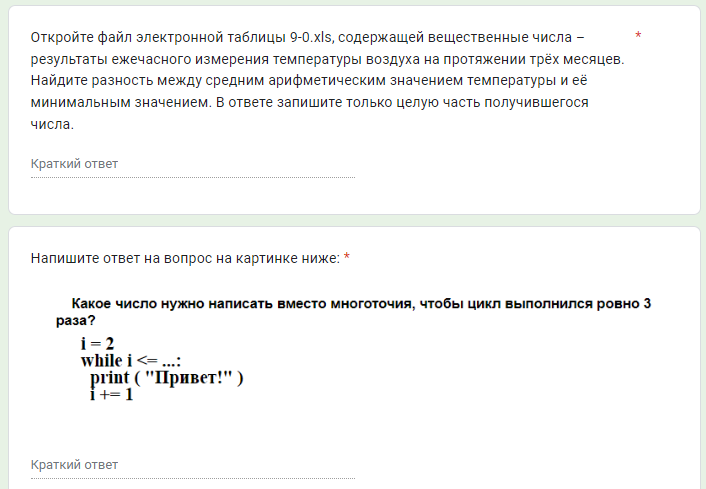 Откройте файл электронной таблицы 9-0.xls, содержащей вещественные числа – *
результаты ежечасного измерения температуры воздуха на протяжении трёх месяцев.
Найдите разность между средним арифметическим значением температуры и её
минимальным значением. В ответе запишите только целую часть получившегося
числа.
Краткий ответ
Напишите ответ на вопрос на картинке ниже: *
Какое число нужно написать вместо многоточия, чтобы цикл выполнился ровно 3
раза?
i = 2
while i <= ...:
print ( "Привет!" )
i += 1
Краткий ответ